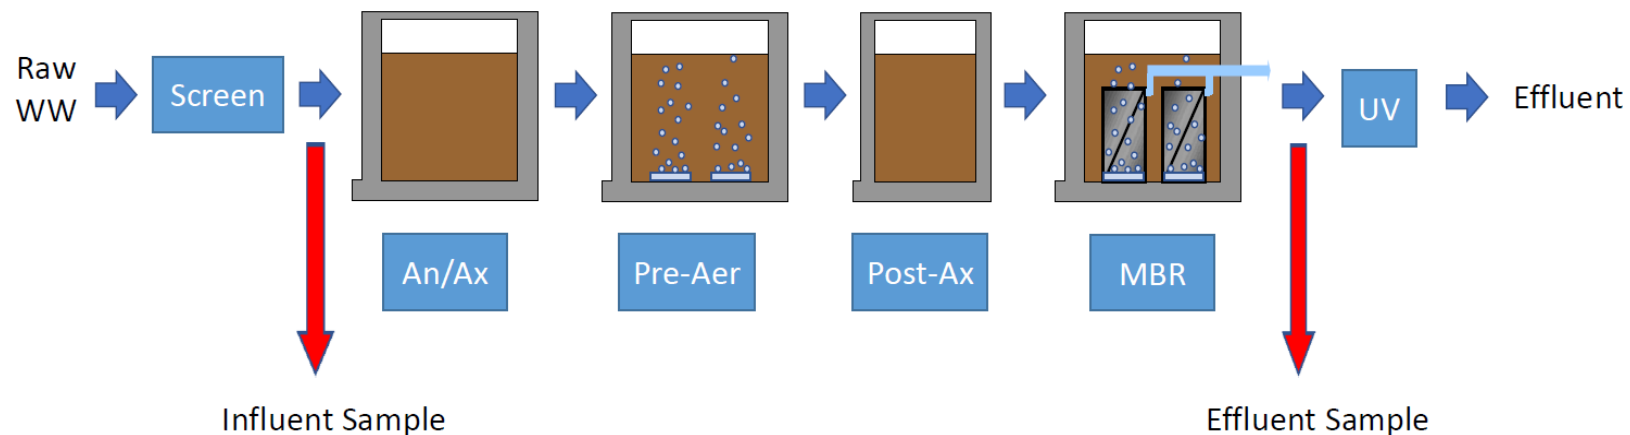 Raw
WW
Screen
UV
Effluent
An/Ax
Pre-Aer
Post-Ax
MBR
Influent Sample
Effluent Sample